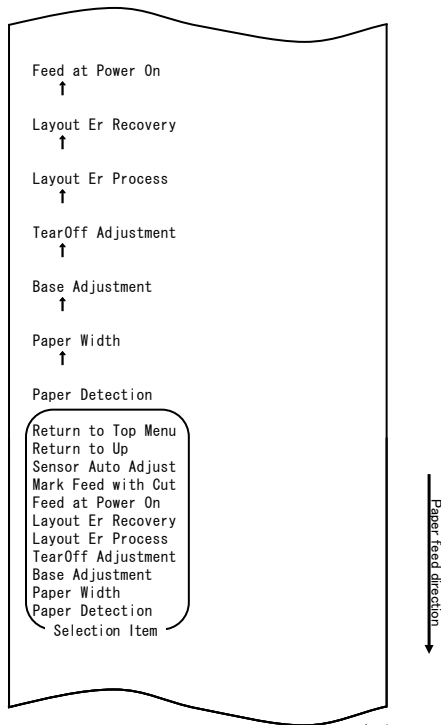 Feed at Power On
↑
Layout Er Recovery
↑
Layout Er Process
↑
TearOff Adjustment
↑
Base Adjustment
↑
Paper Width
↑
Paper Detection
Return to Top Menu
Return to Up
Sensor Auto Adjust
Mark Feed with Cut
Feed at Power On
Layout Er Recovery
Layout Er Process
TearOff Adjustment
Base Adjustment
Paper Width
Paper Detection
Selection Item
Paper feed direction